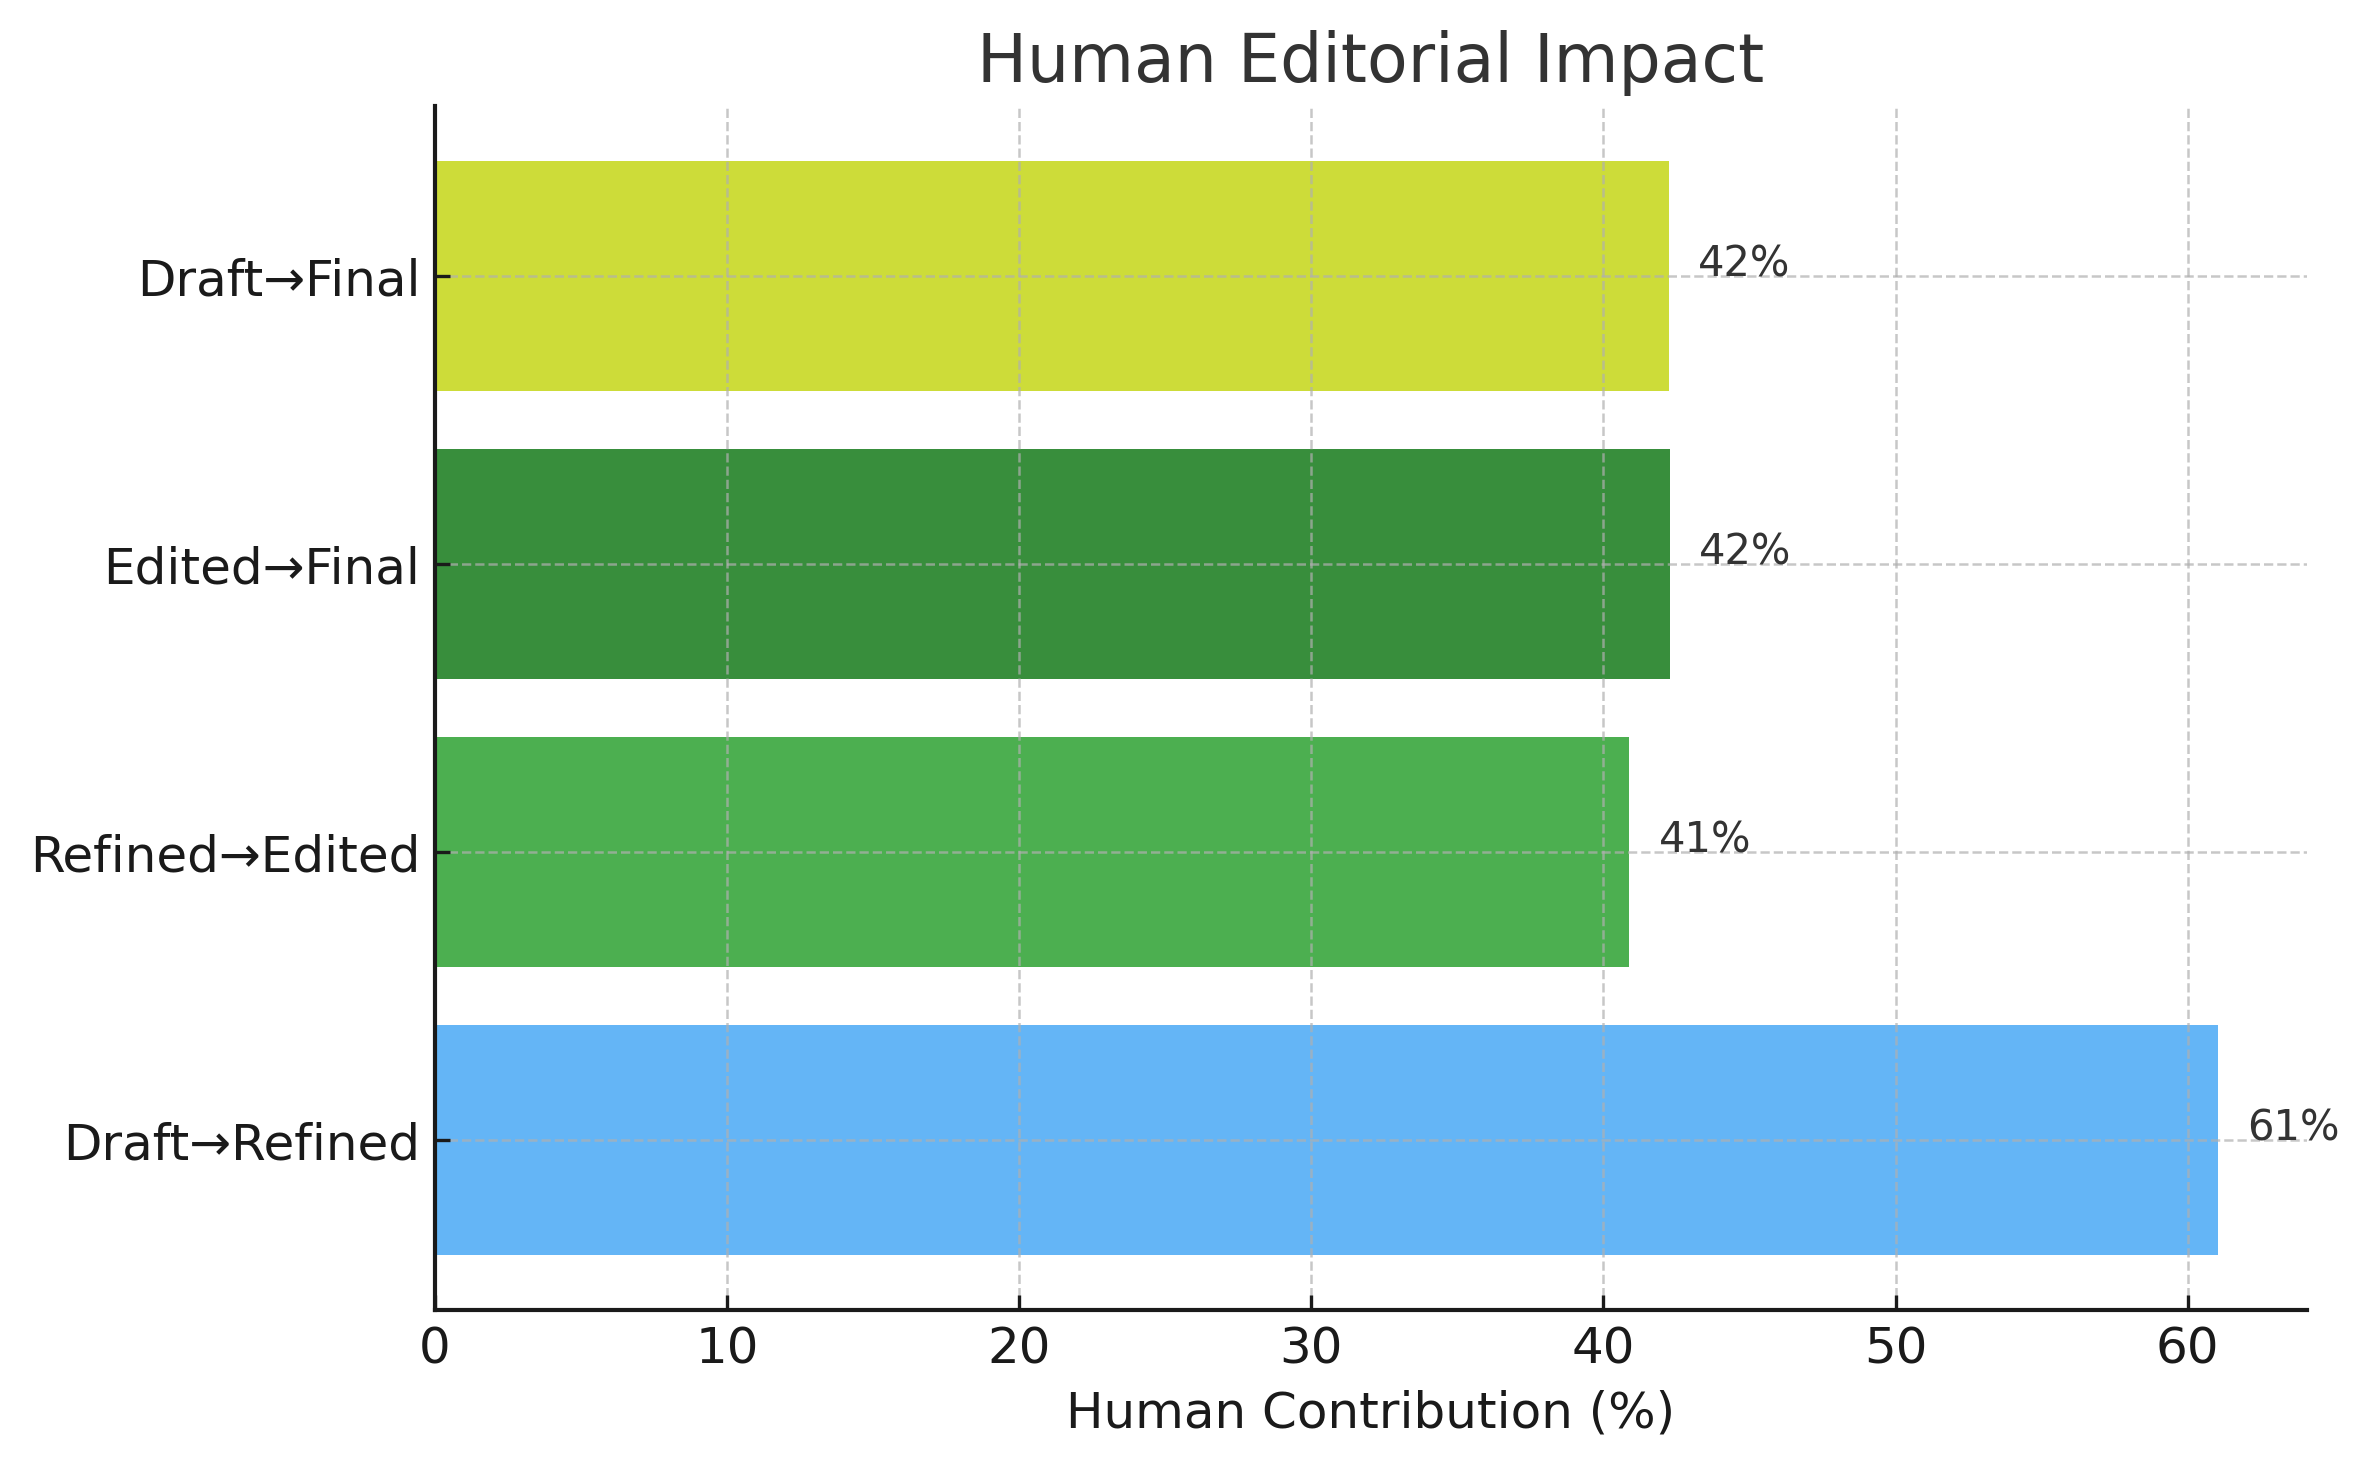 Human Editorial Impact
Draft→Final
42%
Edited→Final
42%
Refined→Edited
41%
Draft→Refined
61%
0 10 20 30 40 50 60
Human Contribution (%)